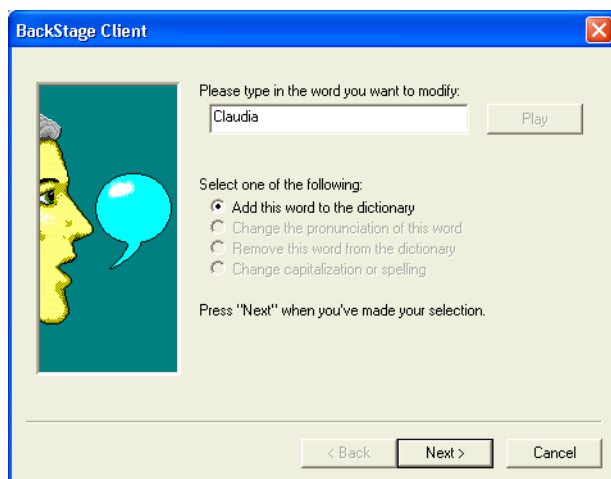 BackStage Client
Please type in the word you want to modify:
Claudia
Play
Select one of the following:
Add this word to the dictionary
Change the pronunciation of this word
Remove this word from the dictionary
Change capitalization or spelling
Press "Next" when you've made your selection.
< Back Next > Cancel